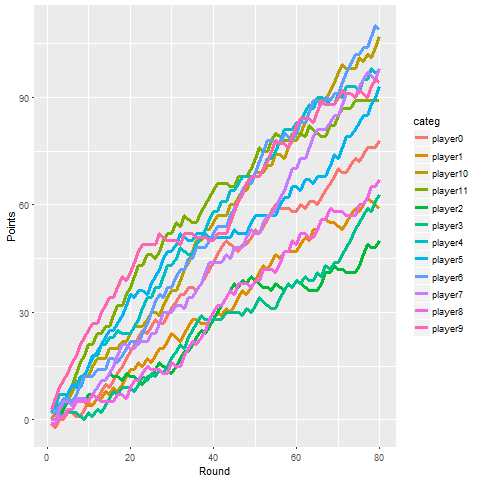 90
60
30
0
Points
0
20
40
60
80
Round
categ
player0
player1
player10
player11
player2
player3
player4
player5
player6
player7
player8
player9